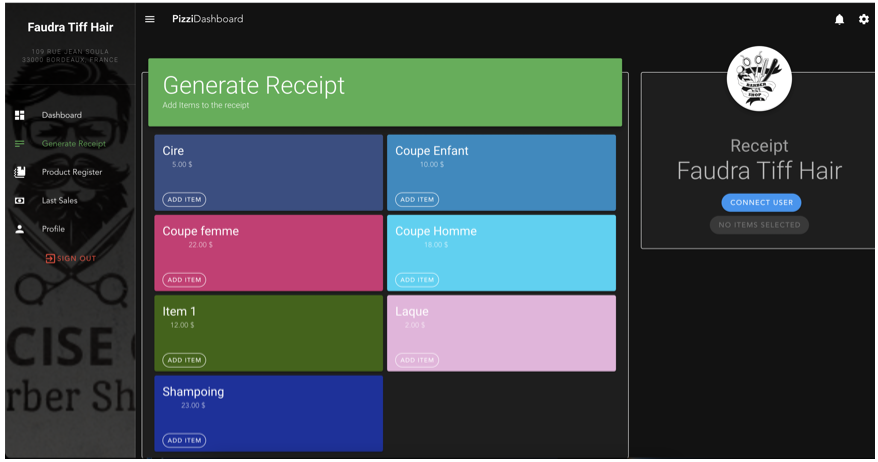 Faudra Tiff Hair
109 RUE JEAN SOULA
33000 BORDEAUX, FRANCE
Dashboard
Generate Receipt
Product Register
Last Sales
Profile
SIGN OUT
CISE
rber Sh
PizziDashboard
Generate Receipt
Add Items to the receipt
Cire
5.00 $
ADD ITEM
Coupe Enfant
10.00 $
ADD ITEM
Coupe femme
22.00 $
ADD ITEM
Coupe Homme
18.00 $
ADD ITEM
Item 1
12.00 $
ADD ITEM
Laque
2.00 $
ADD ITEM
Shampoing
23.00 $
ADD ITEM
BARBER
SHOP
Receipt
Faudra Tiff Hair
CONNECT USER
NO ITEMS SELECTED